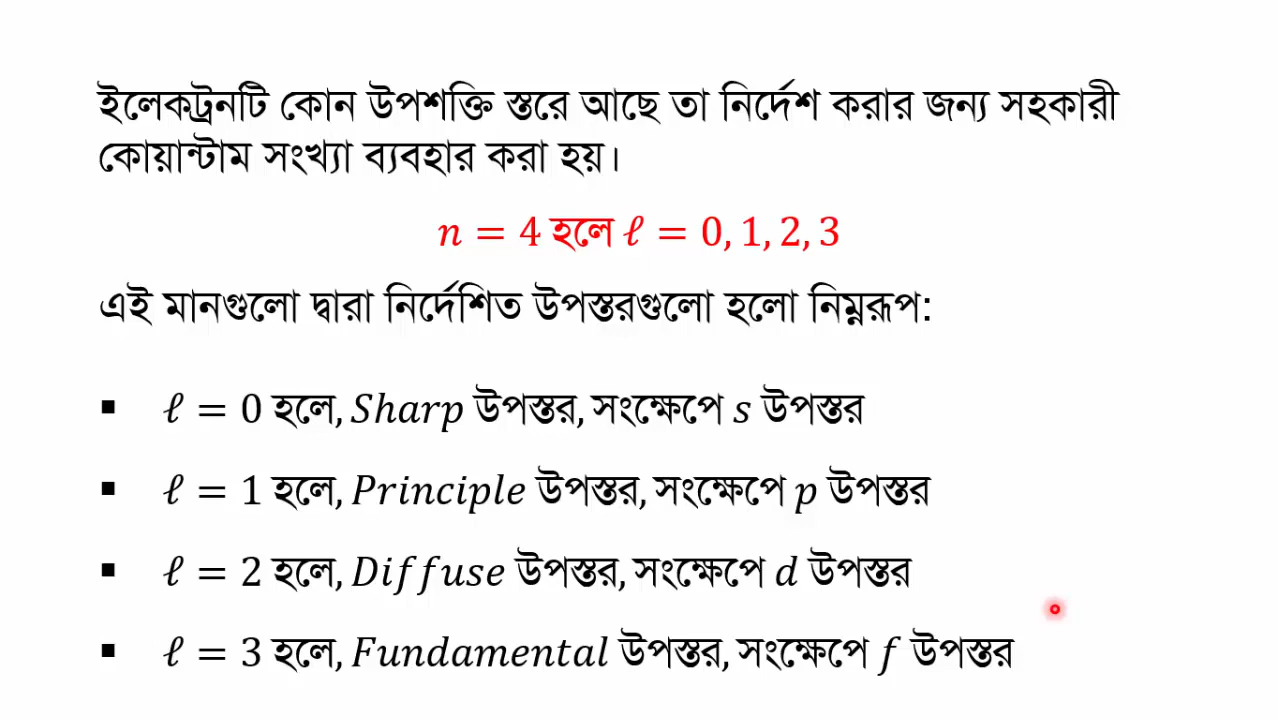 ইলেকট্রনটি কোন উপশক্তি স্তরে আছে তা নির্দেশ করার জন্য সহকারী
কোয়ান্টাম সংখ্যা ব্যবহার করা হয়।
n = 4 হলে ℓ = 0, 1, 2, 3
এই মানগুলো দ্বারা নির্দেশিত উপস্তরগুলো হলো নিম্নরূপ:
▪ ℓ = 0 হলে, Sharp উপস্তর, সংক্ষেপে s উপস্তর
▪ ℓ = 1 হলে, Principle উপস্তর, সংক্ষেপে p উপস্তর
▪ ℓ = 2 হলে, Diffuse উপস্তর, সংক্ষেপে d উপস্তর
▪ ℓ = 3 হলে, Fundamental উপস্তর, সংক্ষেপে f উপস্তর